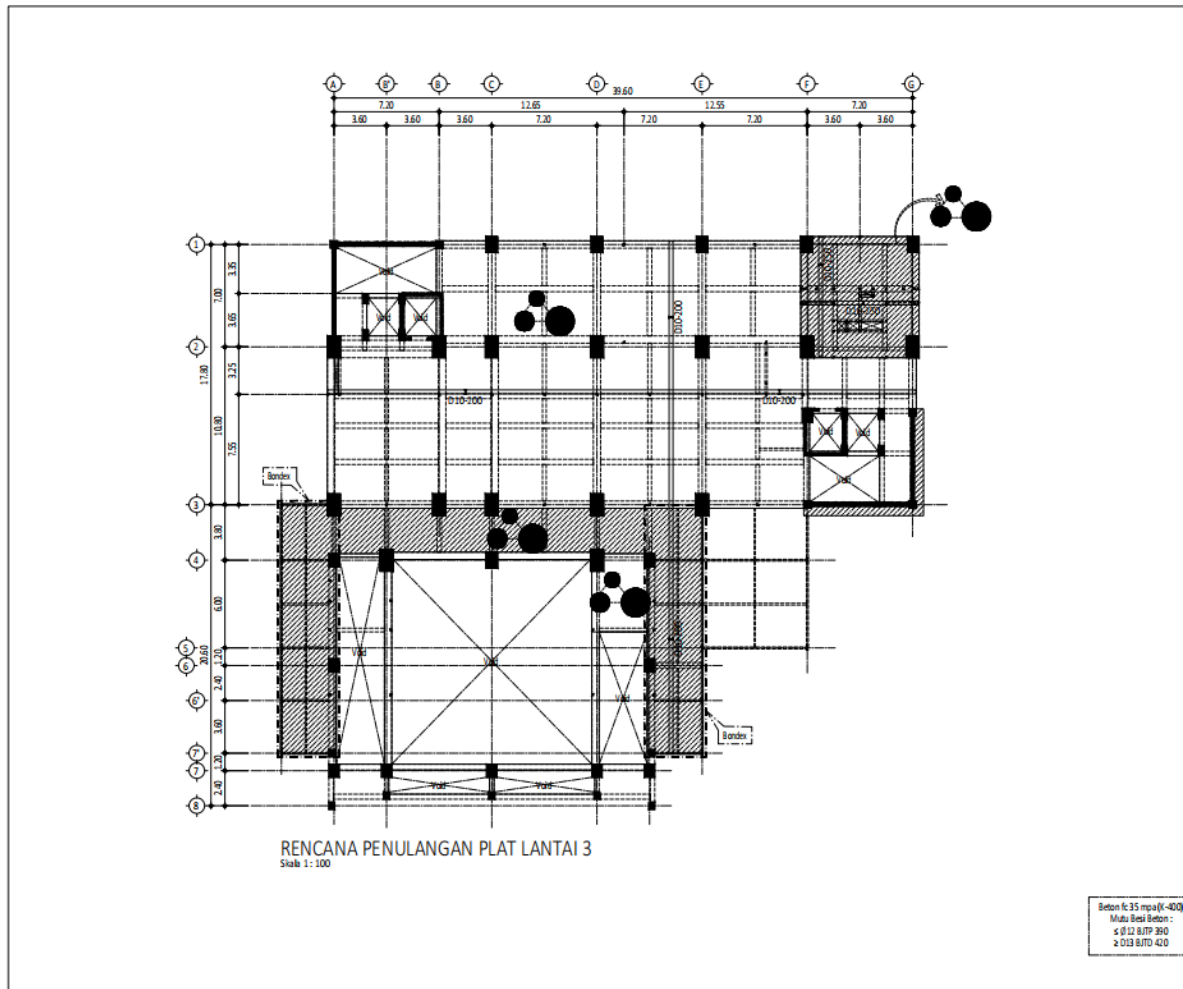 A B' B C D E F G
39.60
7.20 12.65 12.55 7.20
3.60 3.60 3.60 7.20 7.20 7.20 3.60 3.60
1
3.35
7.00
Void
D10-250
3.65
Void Void
D10-200
D10-250
2
17.80
3.25
D10-200 D10-200
10.80
7.55
Void Void
Void
Bondex
3
3.80
4
6.00
5
20.60
1.20
6
Void Void
2.40
Void
6'
3.60
Bondex
7'
1.20
7
Void Void
2.40
8
RENCANA PENULANGAN PLAT LANTAI 3
Skala 1 : 100
Beton fc 35 mpa (K-400)
Mutu Besi Beton :
≤ Ø12 BJTP 390
≥ D13 BJTD 420